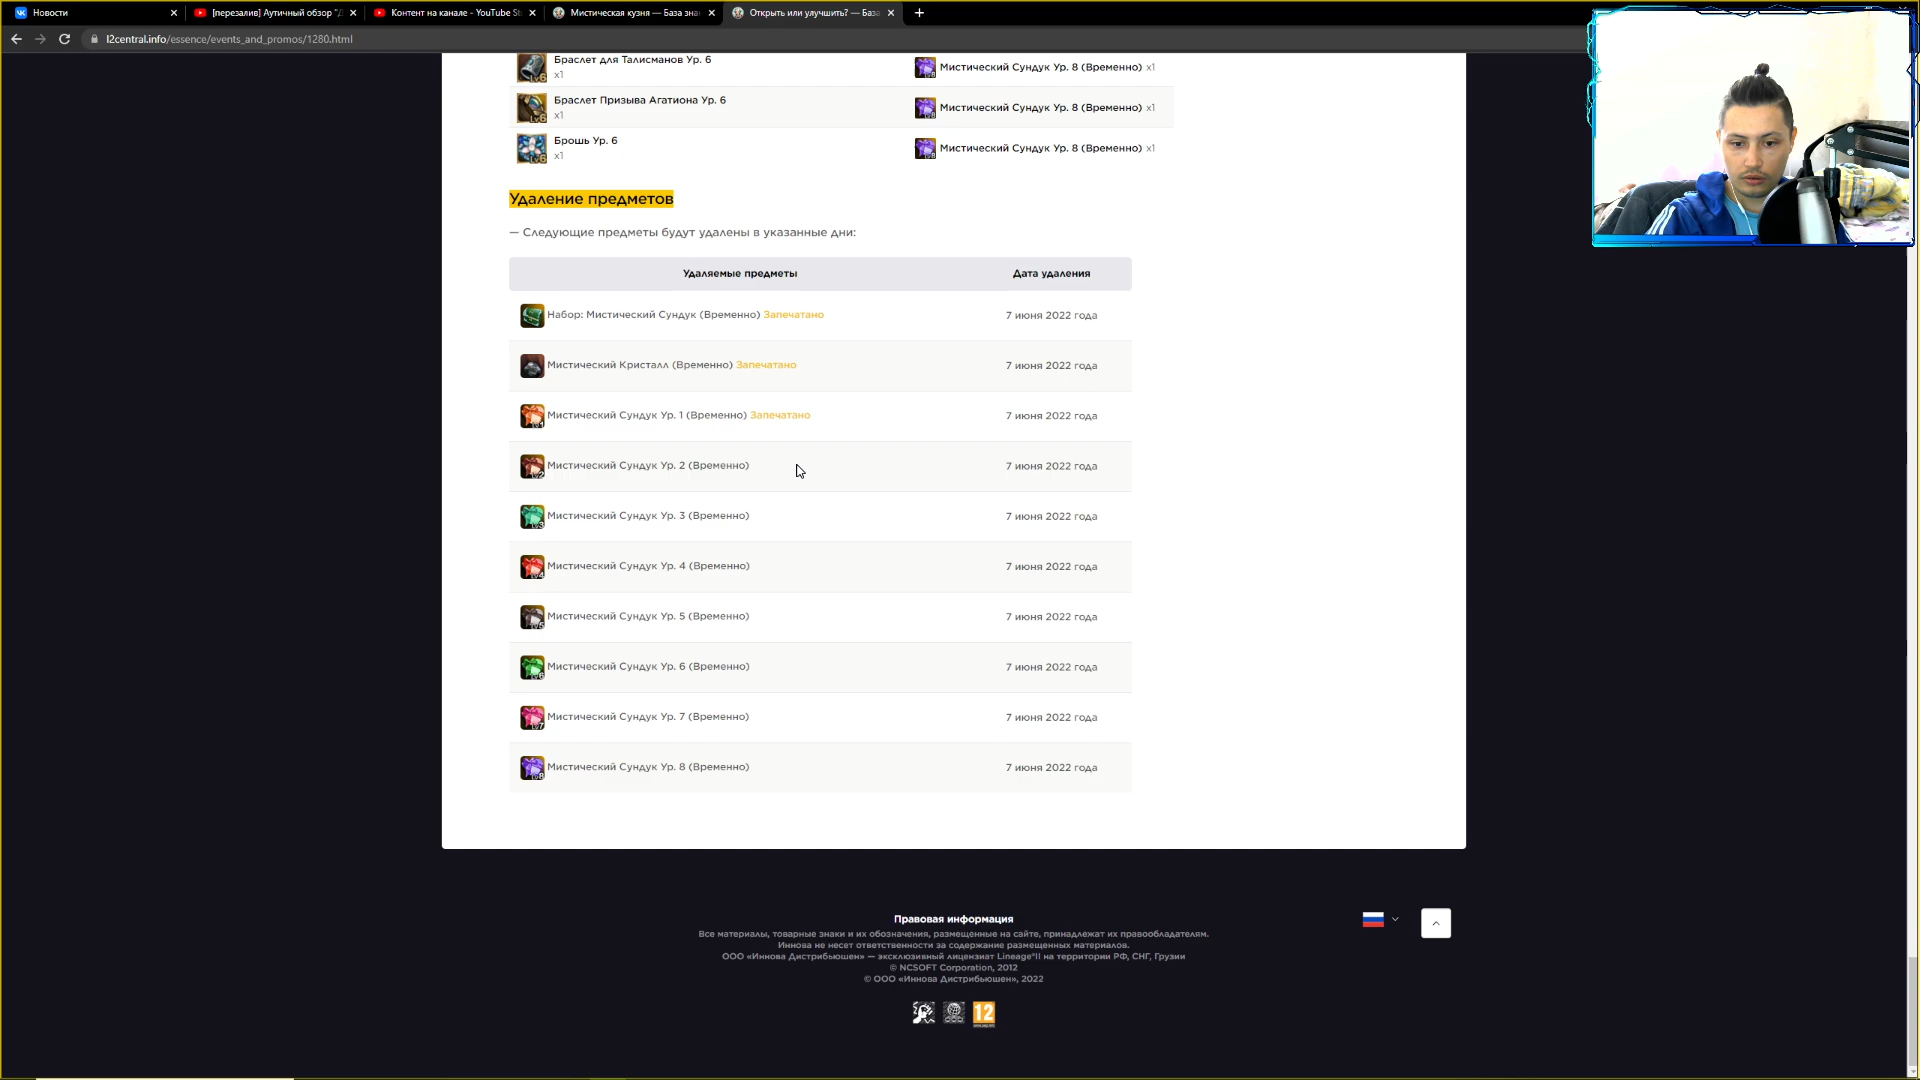 Новости
[перезалив] Аутичный обзор "Д
Контент на канале - YouTube St
Мистическая кузня — База зна
Открыть или улучшить? — База
l2central.info/essence/events_and_promos/1280.html
Браслет для Талисманов Ур. 6
x1
Мистический Сундук Ур. 8 (Временно) x1
Браслет Призыва Агатиона Ур. 6
x1
Мистический Сундук Ур. 8 (Временно) x1
Брошь Ур. 6
x1
Мистический Сундук Ур. 8 (Временно) x1
Удаление предметов
— Следующие предметы будут удалены в указанные дни:
Удаляемые предметы Дата удаления
Набор: Мистический Сундук (Временно) Запечатано 7 июня 2022 года
Мистический Кристалл (Временно) Запечатано 7 июня 2022 года
Мистический Сундук Ур. 1 (Временно) Запечатано 7 июня 2022 года
Мистический Сундук Ур. 2 (Временно) 7 июня 2022 года
Мистический Сундук Ур. 3 (Временно) 7 июня 2022 года
Мистический Сундук Ур. 4 (Временно) 7 июня 2022 года
Мистический Сундук Ур. 5 (Временно) 7 июня 2022 года
Мистический Сундук Ур. 6 (Временно) 7 июня 2022 года
Мистический Сундук Ур. 7 (Временно) 7 июня 2022 года
Мистический Сундук Ур. 8 (Временно) 7 июня 2022 года
Правовая информация
Все материалы, товарные знаки и их обозначения, размещенные на сайте, принадлежат их правообладателям.
Иннова не несет ответственности за содержание размещенных материалов.
ООО «Иннова Дистрибьюшен» — эксклюзивный лицензиат Lineage®II на территории РФ, СНГ, Грузии
© NCSOFT Corporation, 2012
© ООО «Иннова Дистрибьюшен», 2022
12